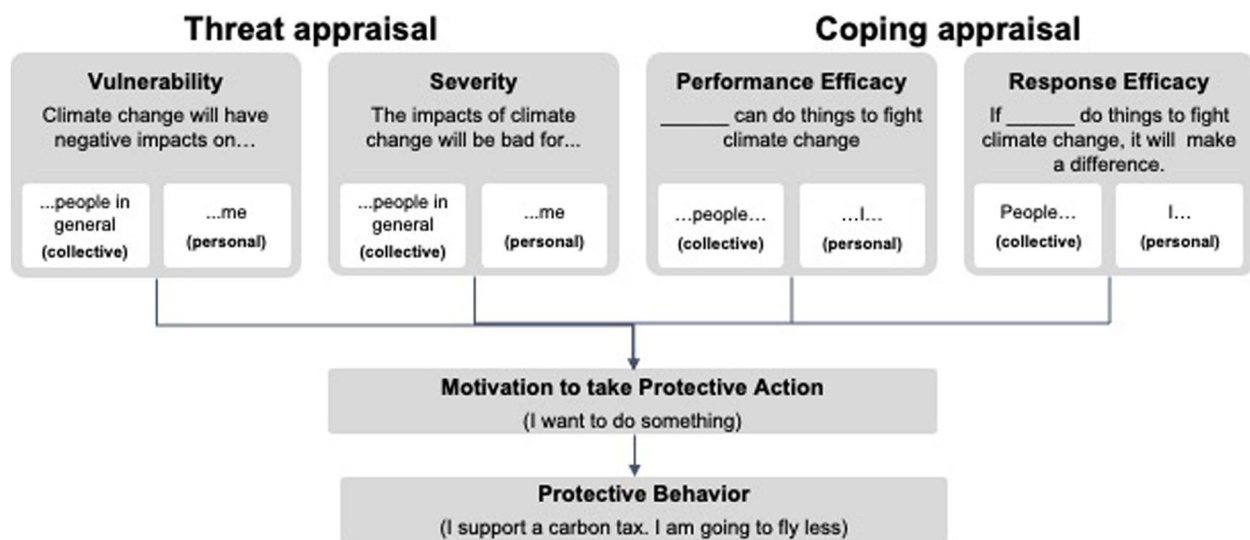 Threat appraisal
Coping appraisal
Vulnerability
Climate change will have
negative impacts on...
...people in
general
(collective)
...me
(personal)
Severity
The impacts of climate
change will be bad for...
...people in
general
(collective)
...me
(personal)
Performance Efficacy
______ can do things to fight
climate change
...people...
(collective)
...I...
(personal)
Response Efficacy
If ______ do things to fight
climate change, it will make
a difference.
People...
(collective)
I...
(personal)
Motivation to take Protective Action
(I want to do something)
Protective Behavior
(I support a carbon tax. I am going to fly less)